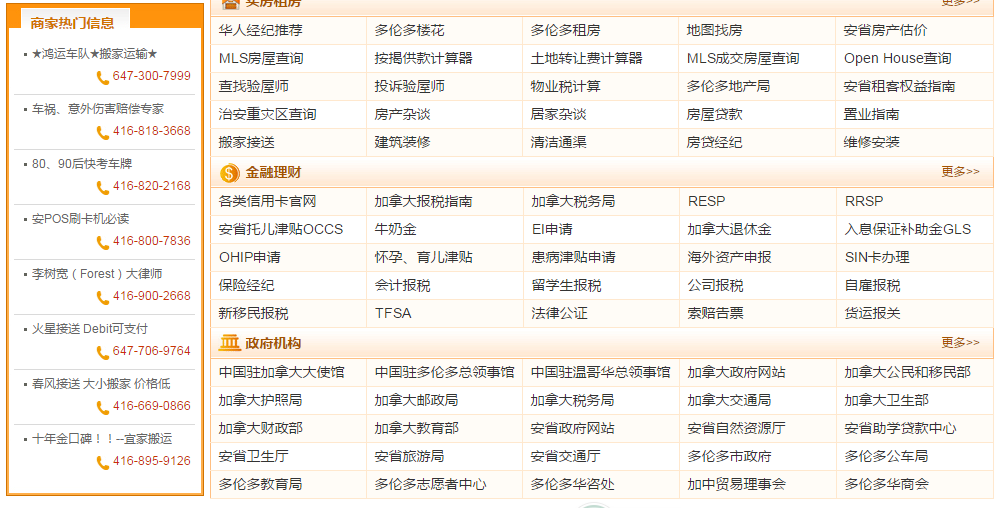 商家热门信息
★鸿运车队★搬家运输★
647-300-7999
车祸、意外伤害赔偿专家
416-818-3668
80、90后快考车牌
416-820-2168
安POS刷卡机必读
416-800-7836
李树宽（Forest）大律师
416-900-2668
火星接送 Debit可支付
647-706-9764
春风接送 大小搬家 价格低
416-669-0866
十年金口碑！！--宜家搬运
416-895-9126
买房租房 更多>>
华人经纪推荐 多伦多楼花 多伦多租房 地图找房 安省房产估价
MLS房屋查询 按揭供款计算器 土地转让费计算器 MLS成交房屋查询 Open House查询
查找验屋师 投诉验屋师 物业税计算 多伦多地产局 安省租客权益指南
治安重灾区查询 房产杂谈 居家杂谈 房屋贷款 置业指南
搬家接送 建筑装修 清洁通渠 房贷经纪 维修安装
金融理财 更多>>
各类信用卡官网 加拿大报税指南 加拿大税务局 RESP RRSP
安省托儿津贴OCCS 牛奶金 EI申请 加拿大退休金 入息保证补助金GLS
OHIP申请 怀孕、育儿津贴 患病津贴申请 海外资产申报 SIN卡办理
保险经纪 会计报税 留学生报税 公司报税 自雇报税
新移民报税 TFSA 法律公证 索赔告票 货运报关
政府机构 更多>>
中国驻加拿大大使馆 中国驻多伦多总领事馆 中国驻温哥华总领事馆 加拿大政府网站 加拿大公民和移民部
加拿大护照局 加拿大邮政局 加拿大税务局 加拿大交通局 加拿大卫生部
加拿大财政部 加拿大教育部 安省政府网站 安省自然资源厅 安省助学贷款中心
安省卫生厅 安省旅游局 安省交通厅 多伦多市政府 多伦多公车局
多伦多教育局 多伦多志愿者中心 多伦多华咨处 加中贸易理事会 多伦多华商会